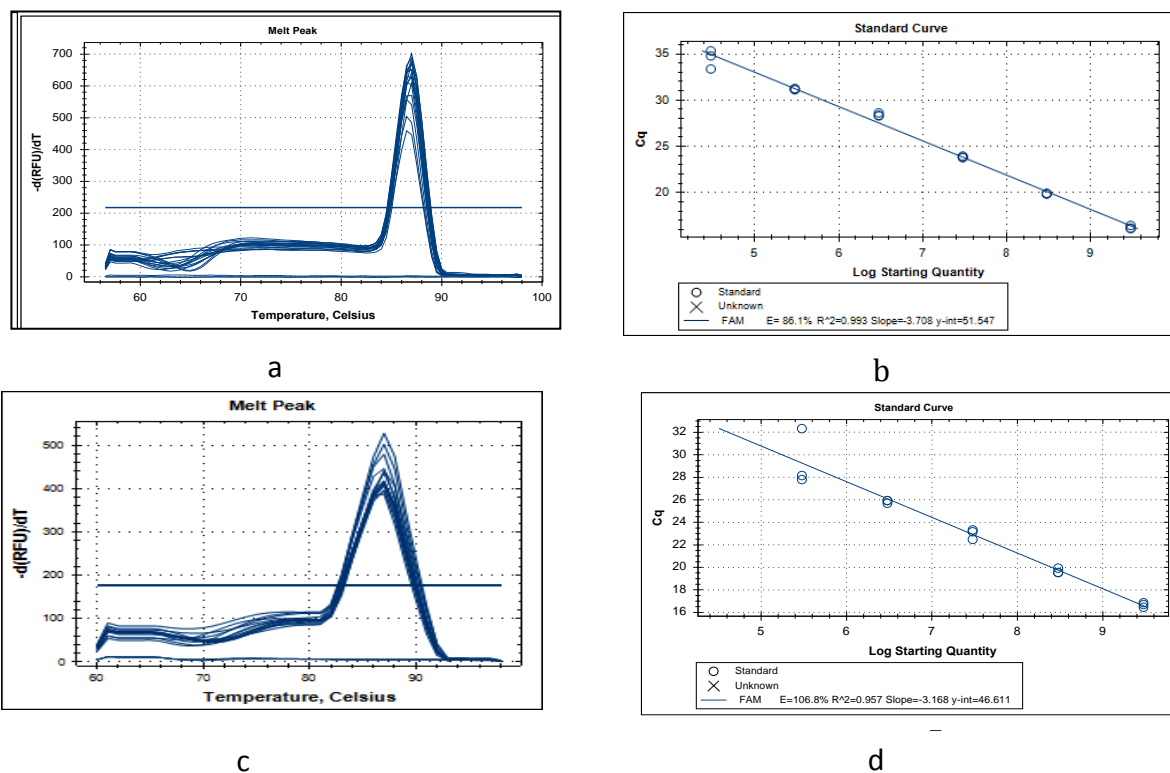 Melt Peak
700
600
500
400
300
200
100
0
-d(RFU)/dT
60
70
80
90
100
Temperature, Celsius
a
Standard Curve
35
30
25
20
Cq
5
6
7
8
9
Log Starting Quantity
Standard
Unknown
FAM E= 86.1% R^2=0.993 Slope=-3.708 y-int=51.547
b
Melt Peak
500
400
300
200
100
0
-d(RFU)/dT
60
70
80
90
Temperature, Celsius
c
Standard Curve
32
30
28
26
24
22
20
18
16
Cq
5
6
7
8
9
Log Starting Quantity
Standard
Unknown
FAM E=106.8% R^2=0.957 Slope=-3.168 y-int=46.611
d